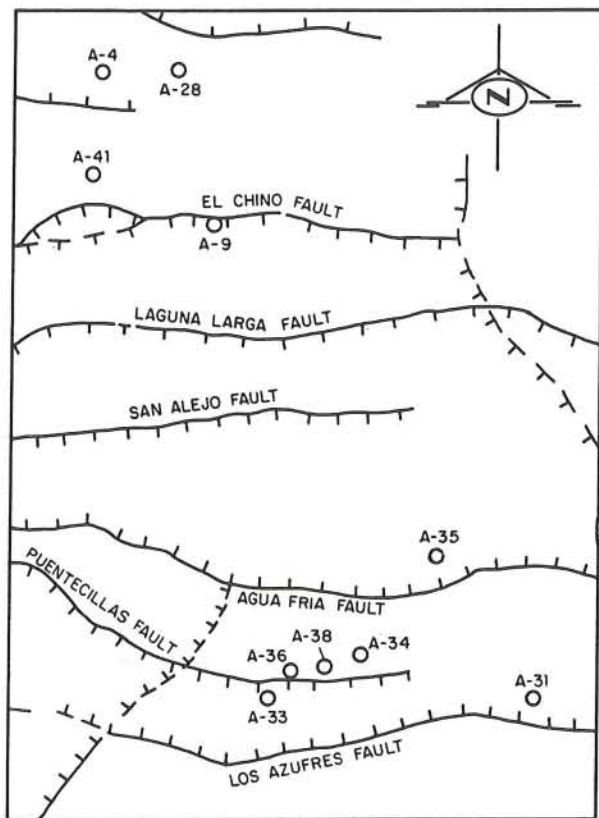 A-4
A-28
A-41
N
EL CHINO FAULT
A-9
LAGUNA LARGA FAULT
SAN ALEJO FAULT
A-35
PUENTECILLAS FAULT
AGUA FRIA FAULT
A-38
A-34
A-36
A-31
A-33
LOS AZUFRES FAULT